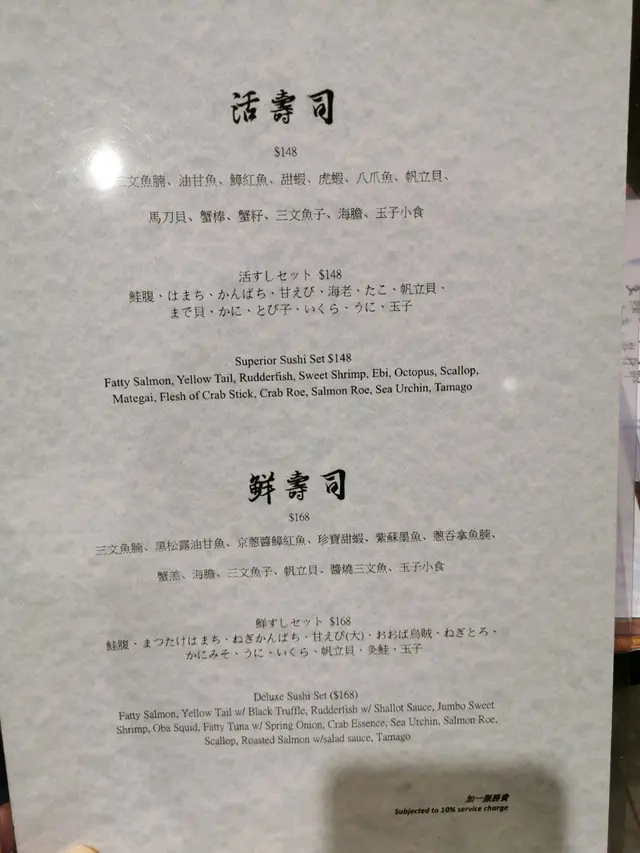 活壽司
$148
三文魚腩、油甘魚、鱆紅魚、甜蝦、虎蝦、八爪魚、帆立貝、
馬刀貝、蟹棒、蟹籽、三文魚子、海膽、玉子小食
活すしセット $148
鮭腹、はまち、かんぱち、甘えび、海老、たこ、帆立貝、
まで貝、かに、とび子、いくら、うに、玉子
Superior Sushi Set $148
Fatty Salmon, Yellow Tail, Rudderfish, Sweet Shrimp, Ebi, Octopus, Scallop,
Mategai, Flesh of Crab Stick, Crab Roe, Salmon Roe, Sea Urchin, Tamago
鮮壽司
$168
三文魚腩、黑松露油甘魚、京蔥醬鱆紅魚、珍寶甜蝦、紫蘇墨魚、蔥吞拿魚腩、
蟹羔、海膽、三文魚子、帆立貝、醬燒三文魚、玉子小食
鮮すしセット $168
鮭腹、まつたけはまち、ねぎかんぱち、甘えび(大)、おおば烏賊、ねぎとろ、
かにみそ、うに、いくら、帆立貝、炙鮭、玉子
Deluxe Sushi Set ($168)
Fatty Salmon, Yellow Tail w/ Black Truffle, Rudderfish w/ Shallot Sauce, Jumbo Sweet
Shrimp, Oba Squid, Fatty Tuna w/ Spring Onion, Crab Essence, Sea Urchin, Salmon Roe,
Scallop, Roasted Salmon w/salad sauce, Tamago
加一服務費
Subjected to 10% service charge